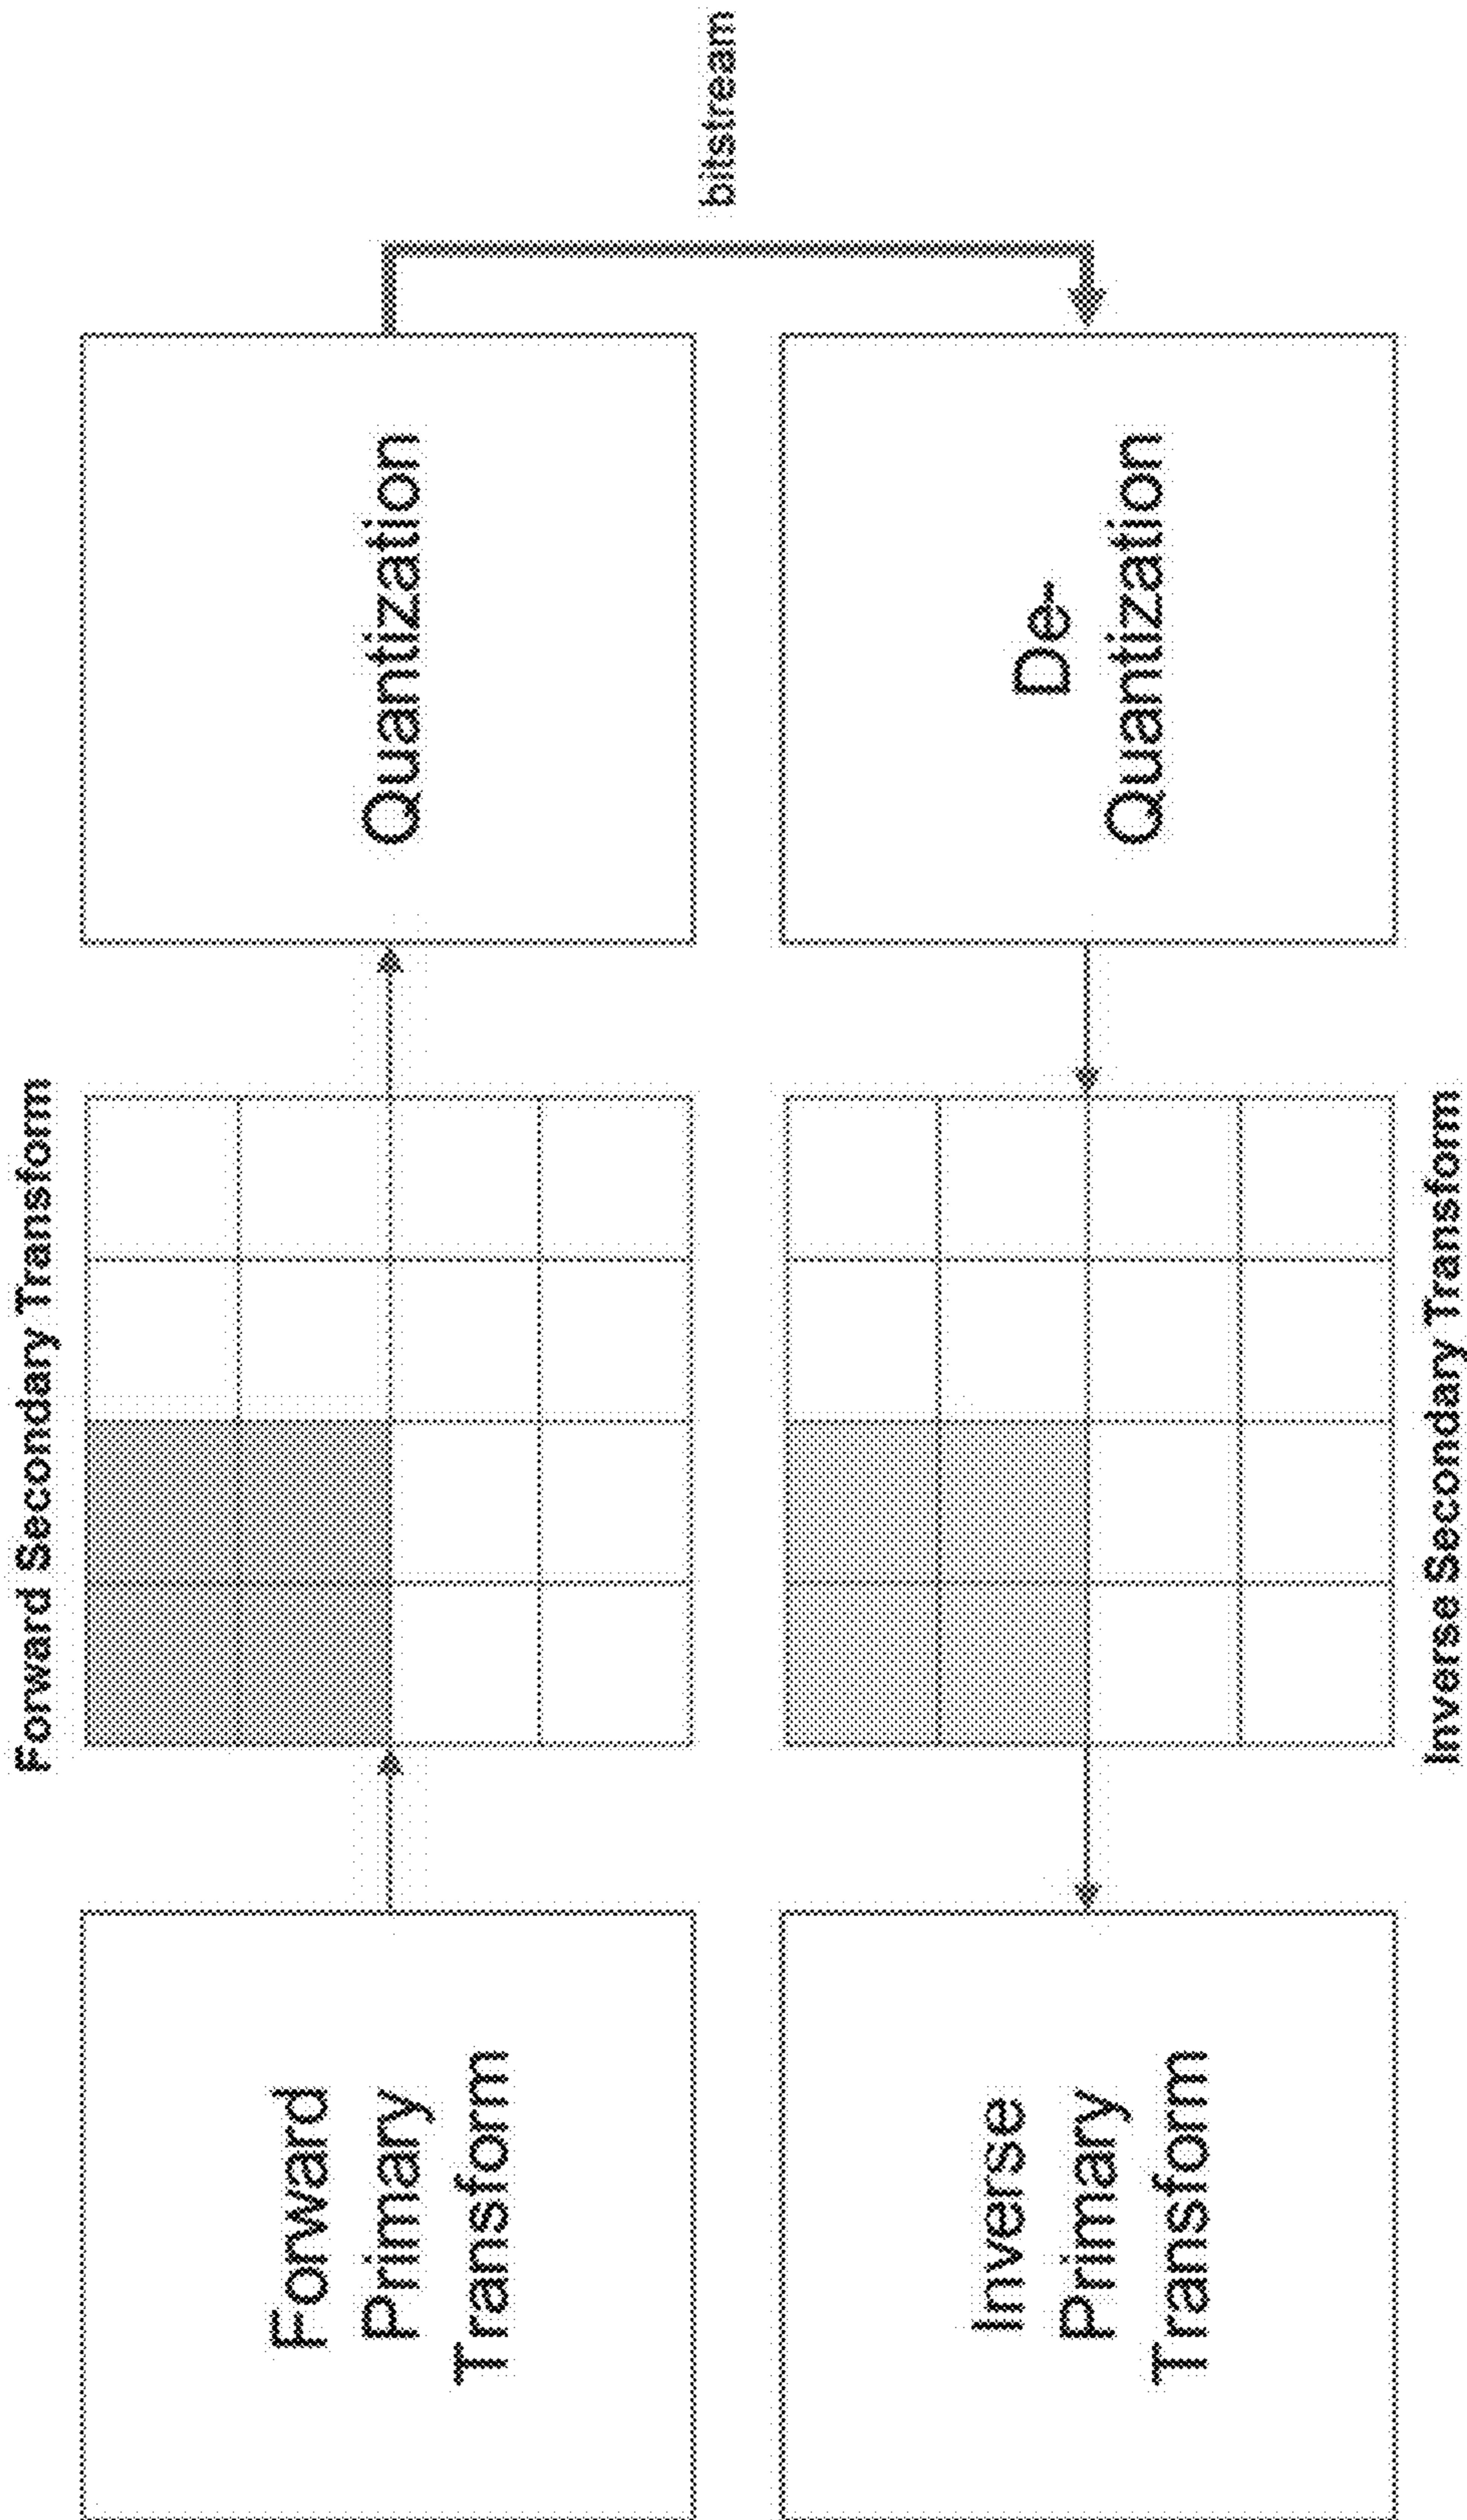 Forward Secondary Transform
Forward
Primary
Transform
Quantization
bitstream
Inverse
Primary
Transform
De-
Quantization
Inverse Secondary Transform